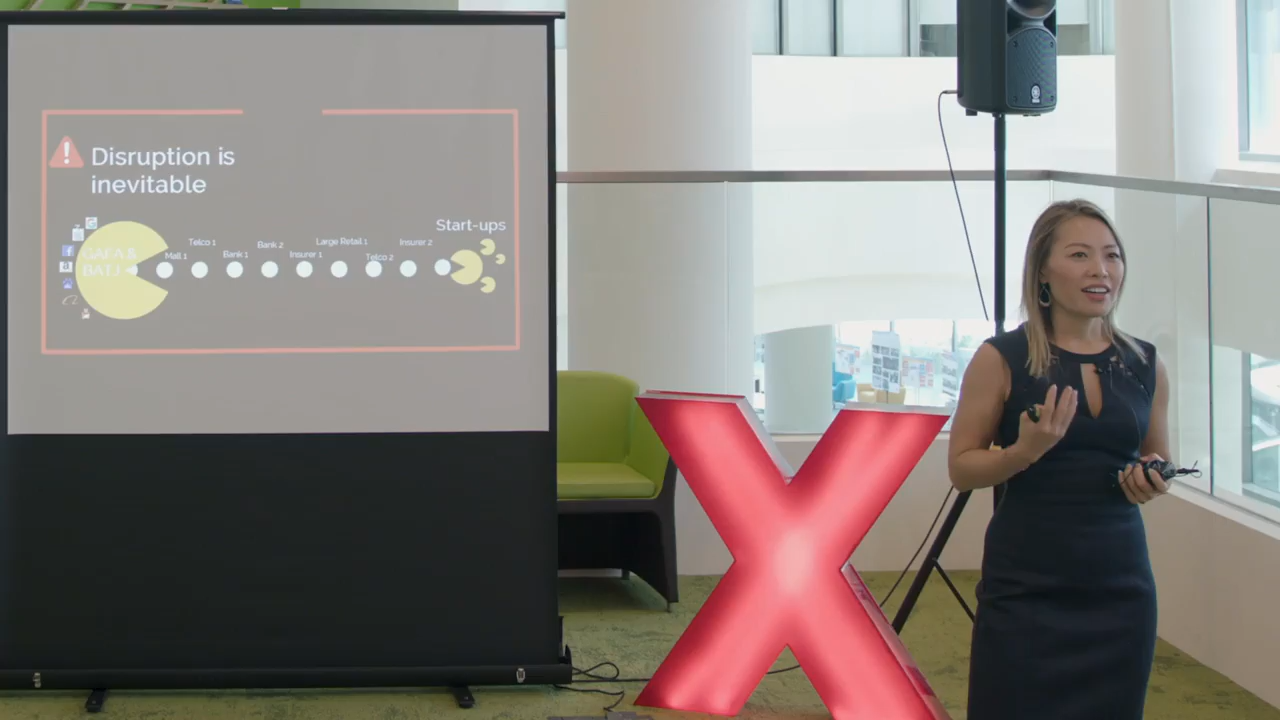 Disruption is
inevitable
Start-ups
GAFA &
BATJ
Mall 1
Telco 1
Bank 1
Bank 2
Insurer 1
Large Retail 1
Telco 2
Insurer 2
X